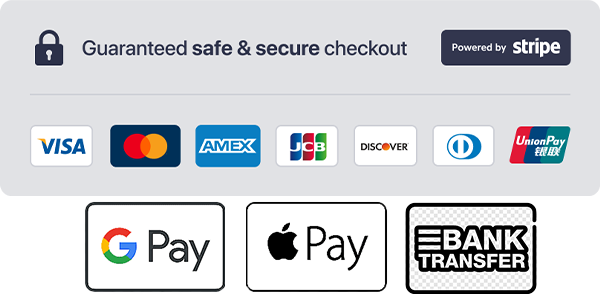 Guaranteed safe & secure checkout
Powered by stripe
VISA
AMEX
JCB
DISCOVER
UnionPay
银联
G Pay
Pay
BANK
TRANSFER